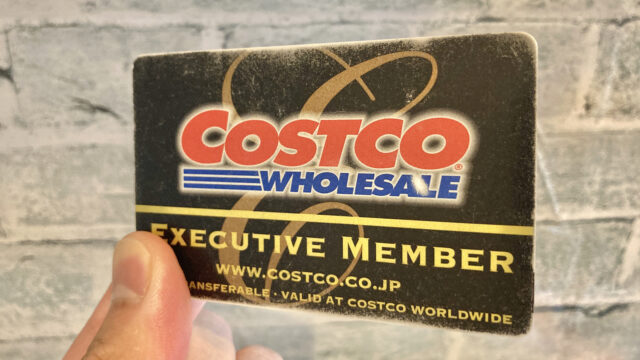 COSTCO®
WHOLESALE
EXECUTIVE MEMBER
WWW.COSTCO.CO.JP
ANSFERABLE · VALID AT COSTCO WORLDWIDE